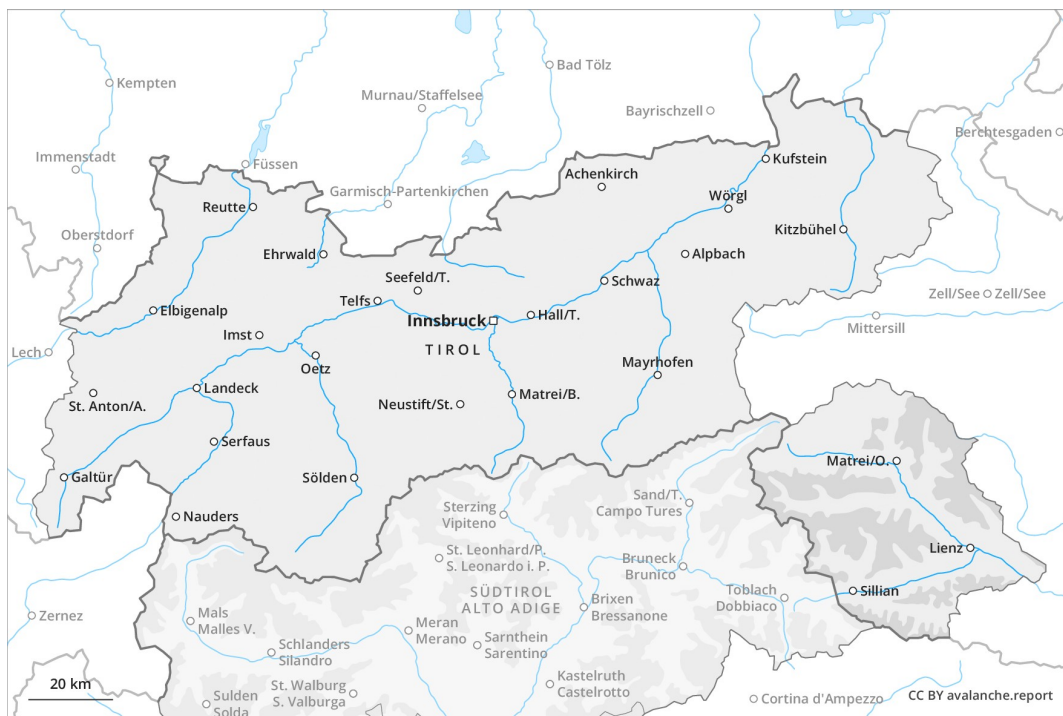 Kempten
Bad Tölz
Murnau/Staffelsee
Bayrischzell
Berchtesgaden
Immenstadt
Füssen
Kufstein
Achenkirch
Garmisch-Partenkirchen
Wörgl
Reutte
Kitzbühel
Oberstdorf
Ehrwald
Alpbach
Seefeld/T.
Schwaz
Zell/See
Zell/See
Telfs
Elbigenalp
Hall/T.
Innsbruck
Mittersill
Imst
TIROL
Lech
Oetz
Mayrhofen
Landeck
St. Anton/A.
Neustift/St.
Matrei/B.
Serfaus
Matrei/O.
Galtür
Sölden
Sand/T.
Campo Tures
Sterzing
Vipiteno
Nauders
Lienz
St. Leonhard/P.
S. Leonardo i. P.
Bruneck
Brunico
SÜDTIROL
ALTO ADIGE
Toblach
Dobbiaco
Sillian
Brixen
Bressanone
Zernez
Mals
Malles V.
Meran
Merano
Sarnthein
Sarentino
Schlanders
Silandro
Kastelruth
Castelrotto
20 km
St. Walburg
S. Valburga
Sulden
Solda
Cortina d'Ampezzo
CC BY avalanche.report